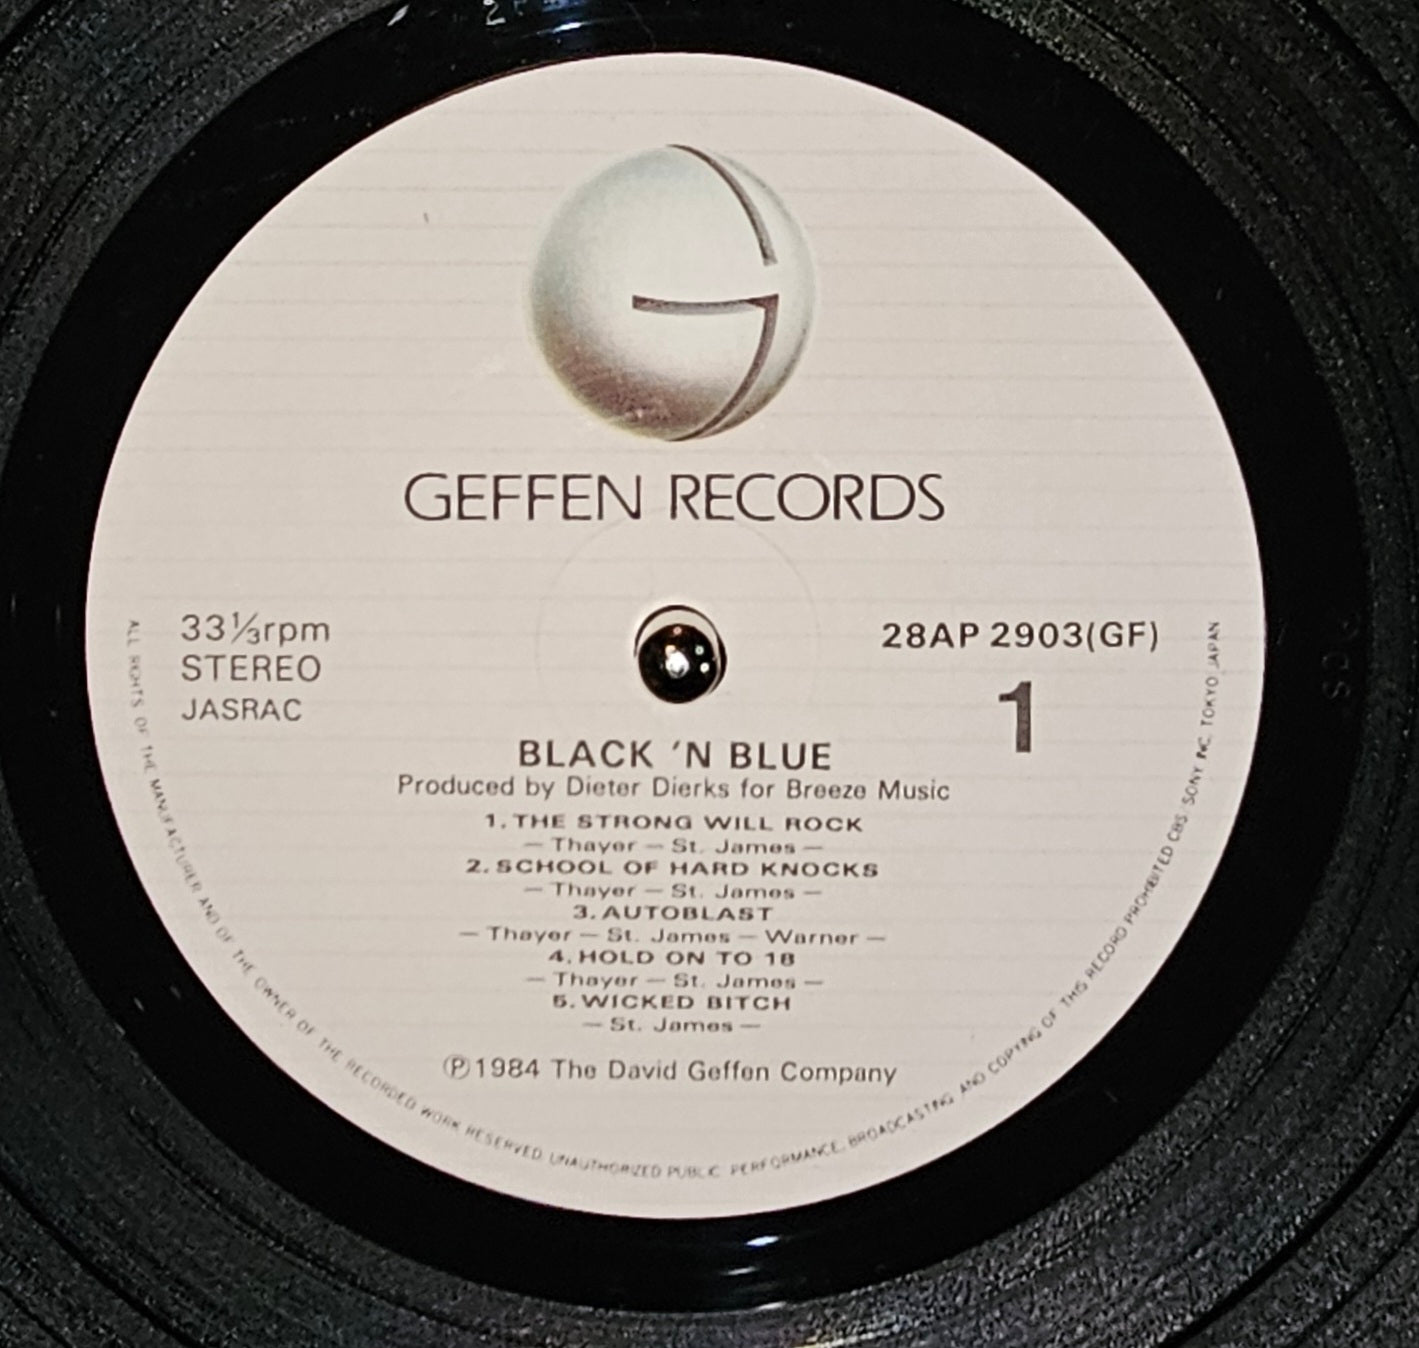 GEFFEN RECORDS
33⅓rpm
STEREO
JASRAC
28AP 2903(GF)
1
BLACK 'N BLUE
Produced by Dieter Dierks for Breeze Music
1. THE STRONG WILL ROCK
— Thayer — St. James —
2. SCHOOL OF HARD KNOCKS
— Thayer — St. James —
3. AUTOBLAST
— Thayer — St. James — Warner —
4. HOLD ON TO 18
— Thayer — St. James —
5. WICKED BITCH
— St. James —
Ⓟ1984 The David Geffen Company
ALL RIGHTS OF THE MANUFACTURER AND OF THE OWNER OF THE RECORDED WORK RESERVED. UNAUTHORIZED PUBLIC PERFORMANCE, BROADCASTING AND COPYING OF THIS RECORD PROHIBITED CBS/SONY INC. TOKYO JAPAN